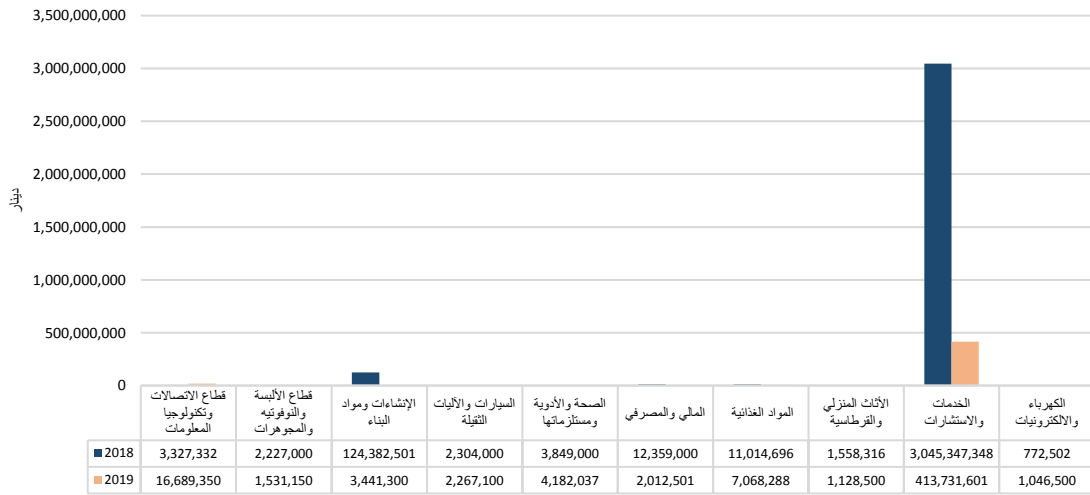 3,500,000,000
3,000,000,000
2,500,000,000
2,000,000,000
1,500,000,000
1,000,000,000
500,000,000
0
دينار
قطاع الاتصالات
وتكنولوجيا
المعلومات
قطاع الألبسة
والنوفوتيه
والمجوهرات
الإنشاءات ومواد
البناء
السيارات والأليات
الثقيلة
الصحة والأدوية
ومستلزماتها
المالي والمصرفي
المواد الغذائية
الأثاث المنزلي
والقرطاسية
الخدمات
والاستشارات
الكهرباء
والالكترونيات
2018 3,327,332 2,227,000 124,382,501 2,304,000 3,849,000 12,359,000 11,014,696 1,558,316 3,045,347,348 772,502
2019 16,689,350 1,531,150 3,441,300 2,267,100 4,182,037 2,012,501 7,068,288 1,128,500 413,731,601 1,046,500